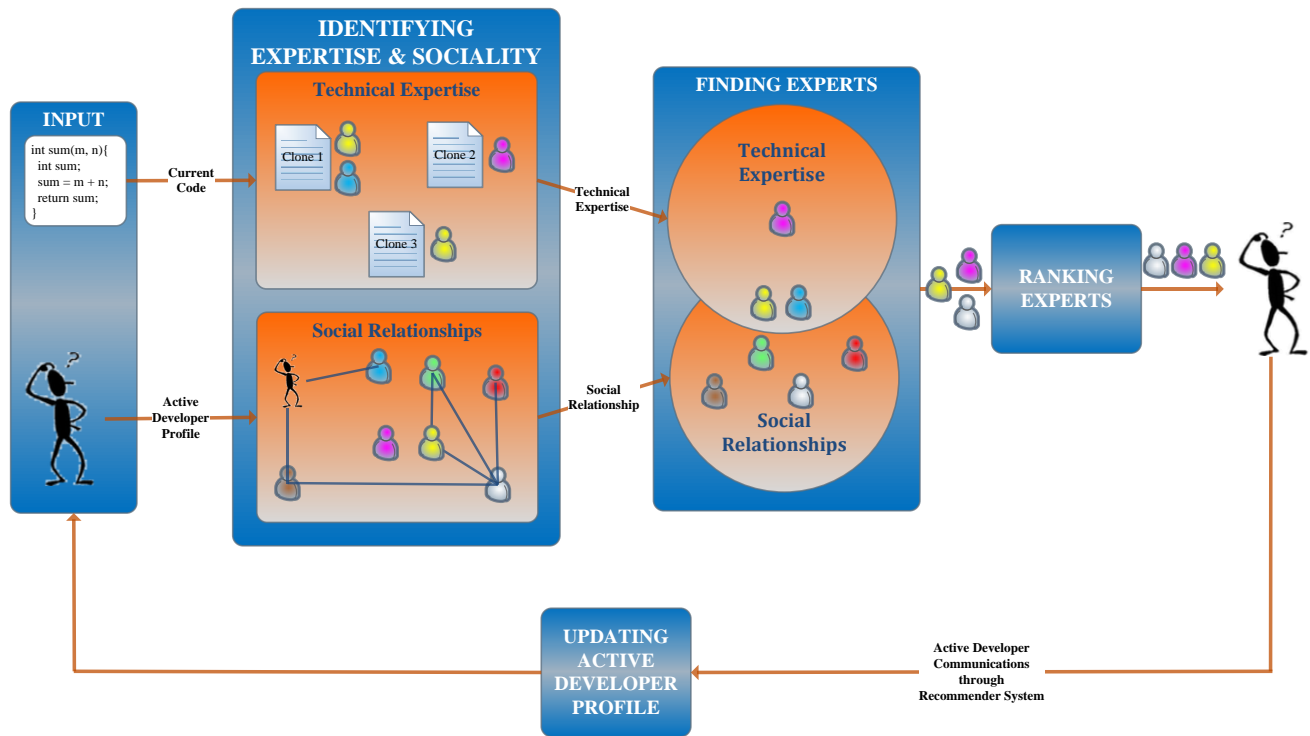 INPUT
int sum(m, n){
int sum;
sum = m + n;
return sum;
}
Current
Code
Active
Developer
Profile
IDENTIFYING
EXPERTISE & SOCIALITY
Technical Expertise
Clone 1
Clone 2
Clone 3
Social Relationships
Technical
Expertise
Social
Relationship
FINDING EXPERTS
Technical
Expertise
Social
Relationships
RANKING
EXPERTS
?
?
?
UPDATING
ACTIVE
DEVELOPER
PROFILE
Active Developer
Communications
through
Recommender System